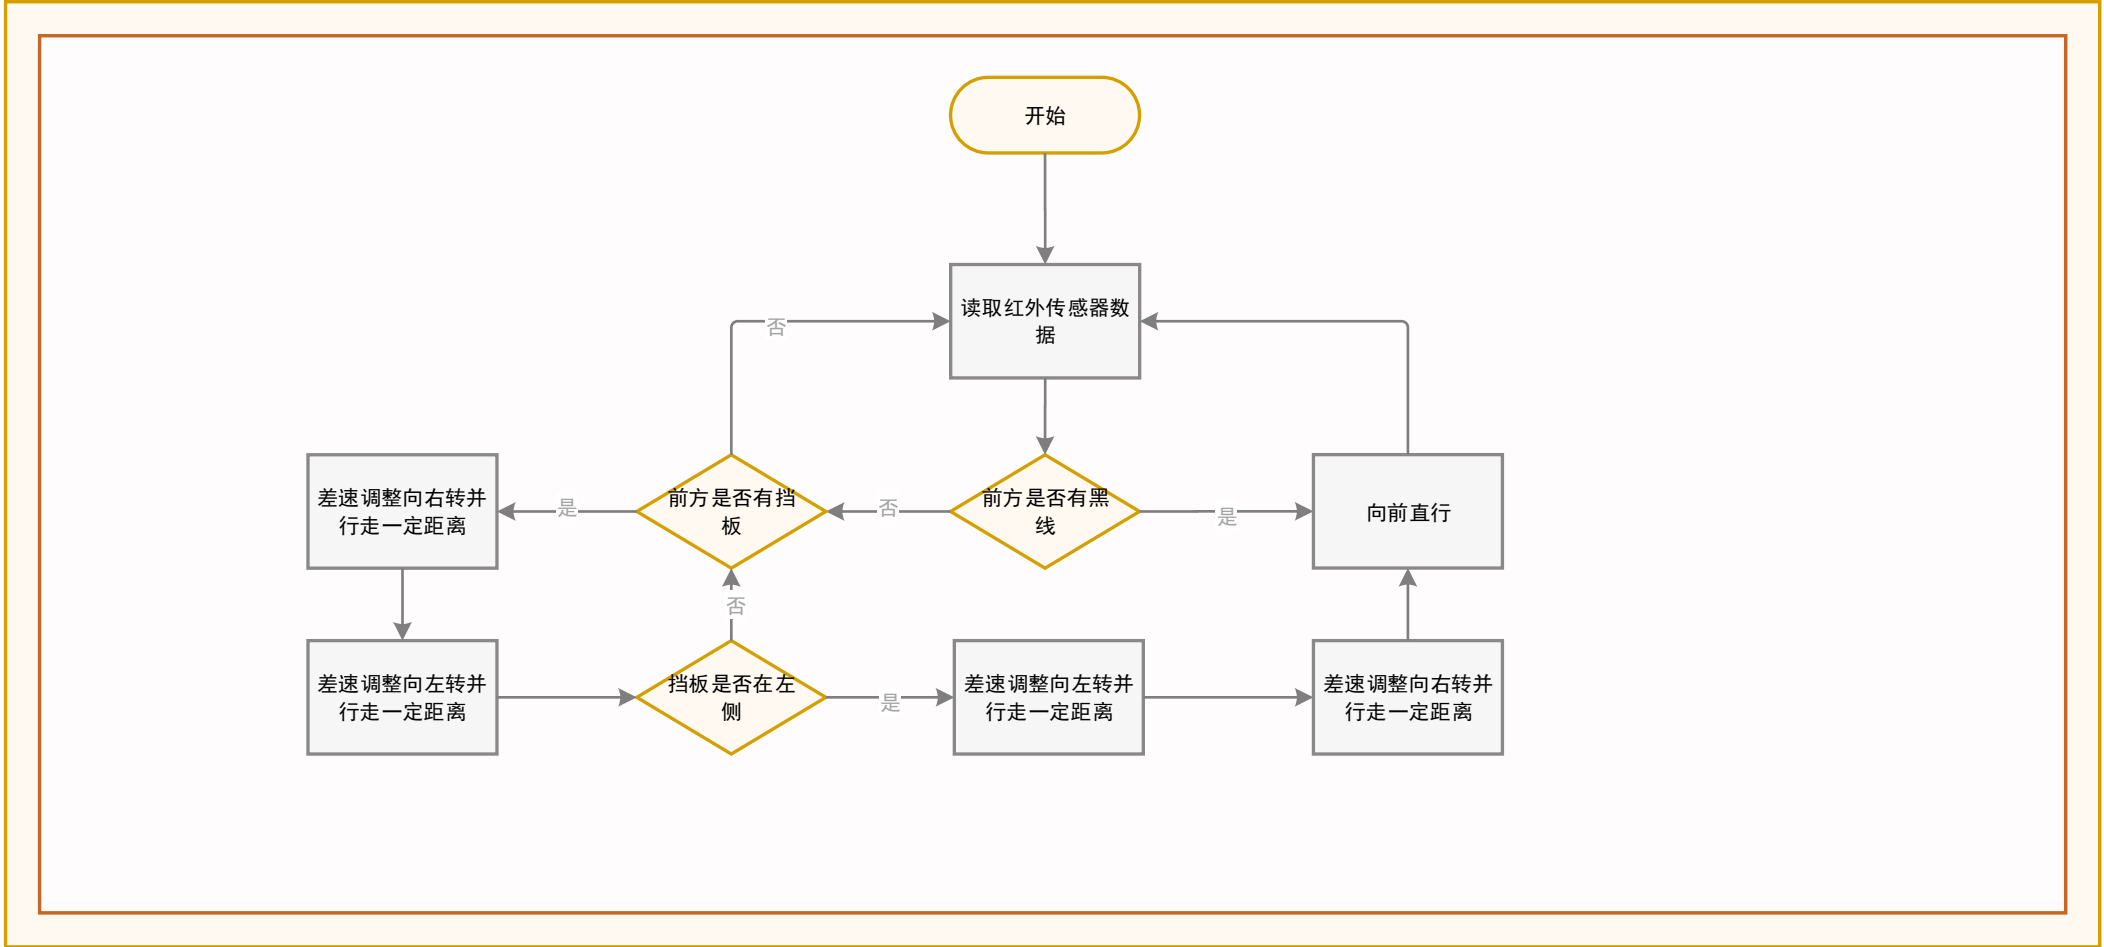 开始
读取红外传感器数
据
否
差速调整向右转并
行走一定距离
是
前方是否有挡
板
否
前方是否有黑
线
是
向前直行
否
差速调整向左转并
行走一定距离
挡板是否在左
侧
是
差速调整向左转并
行走一定距离
差速调整向右转并
行走一定距离